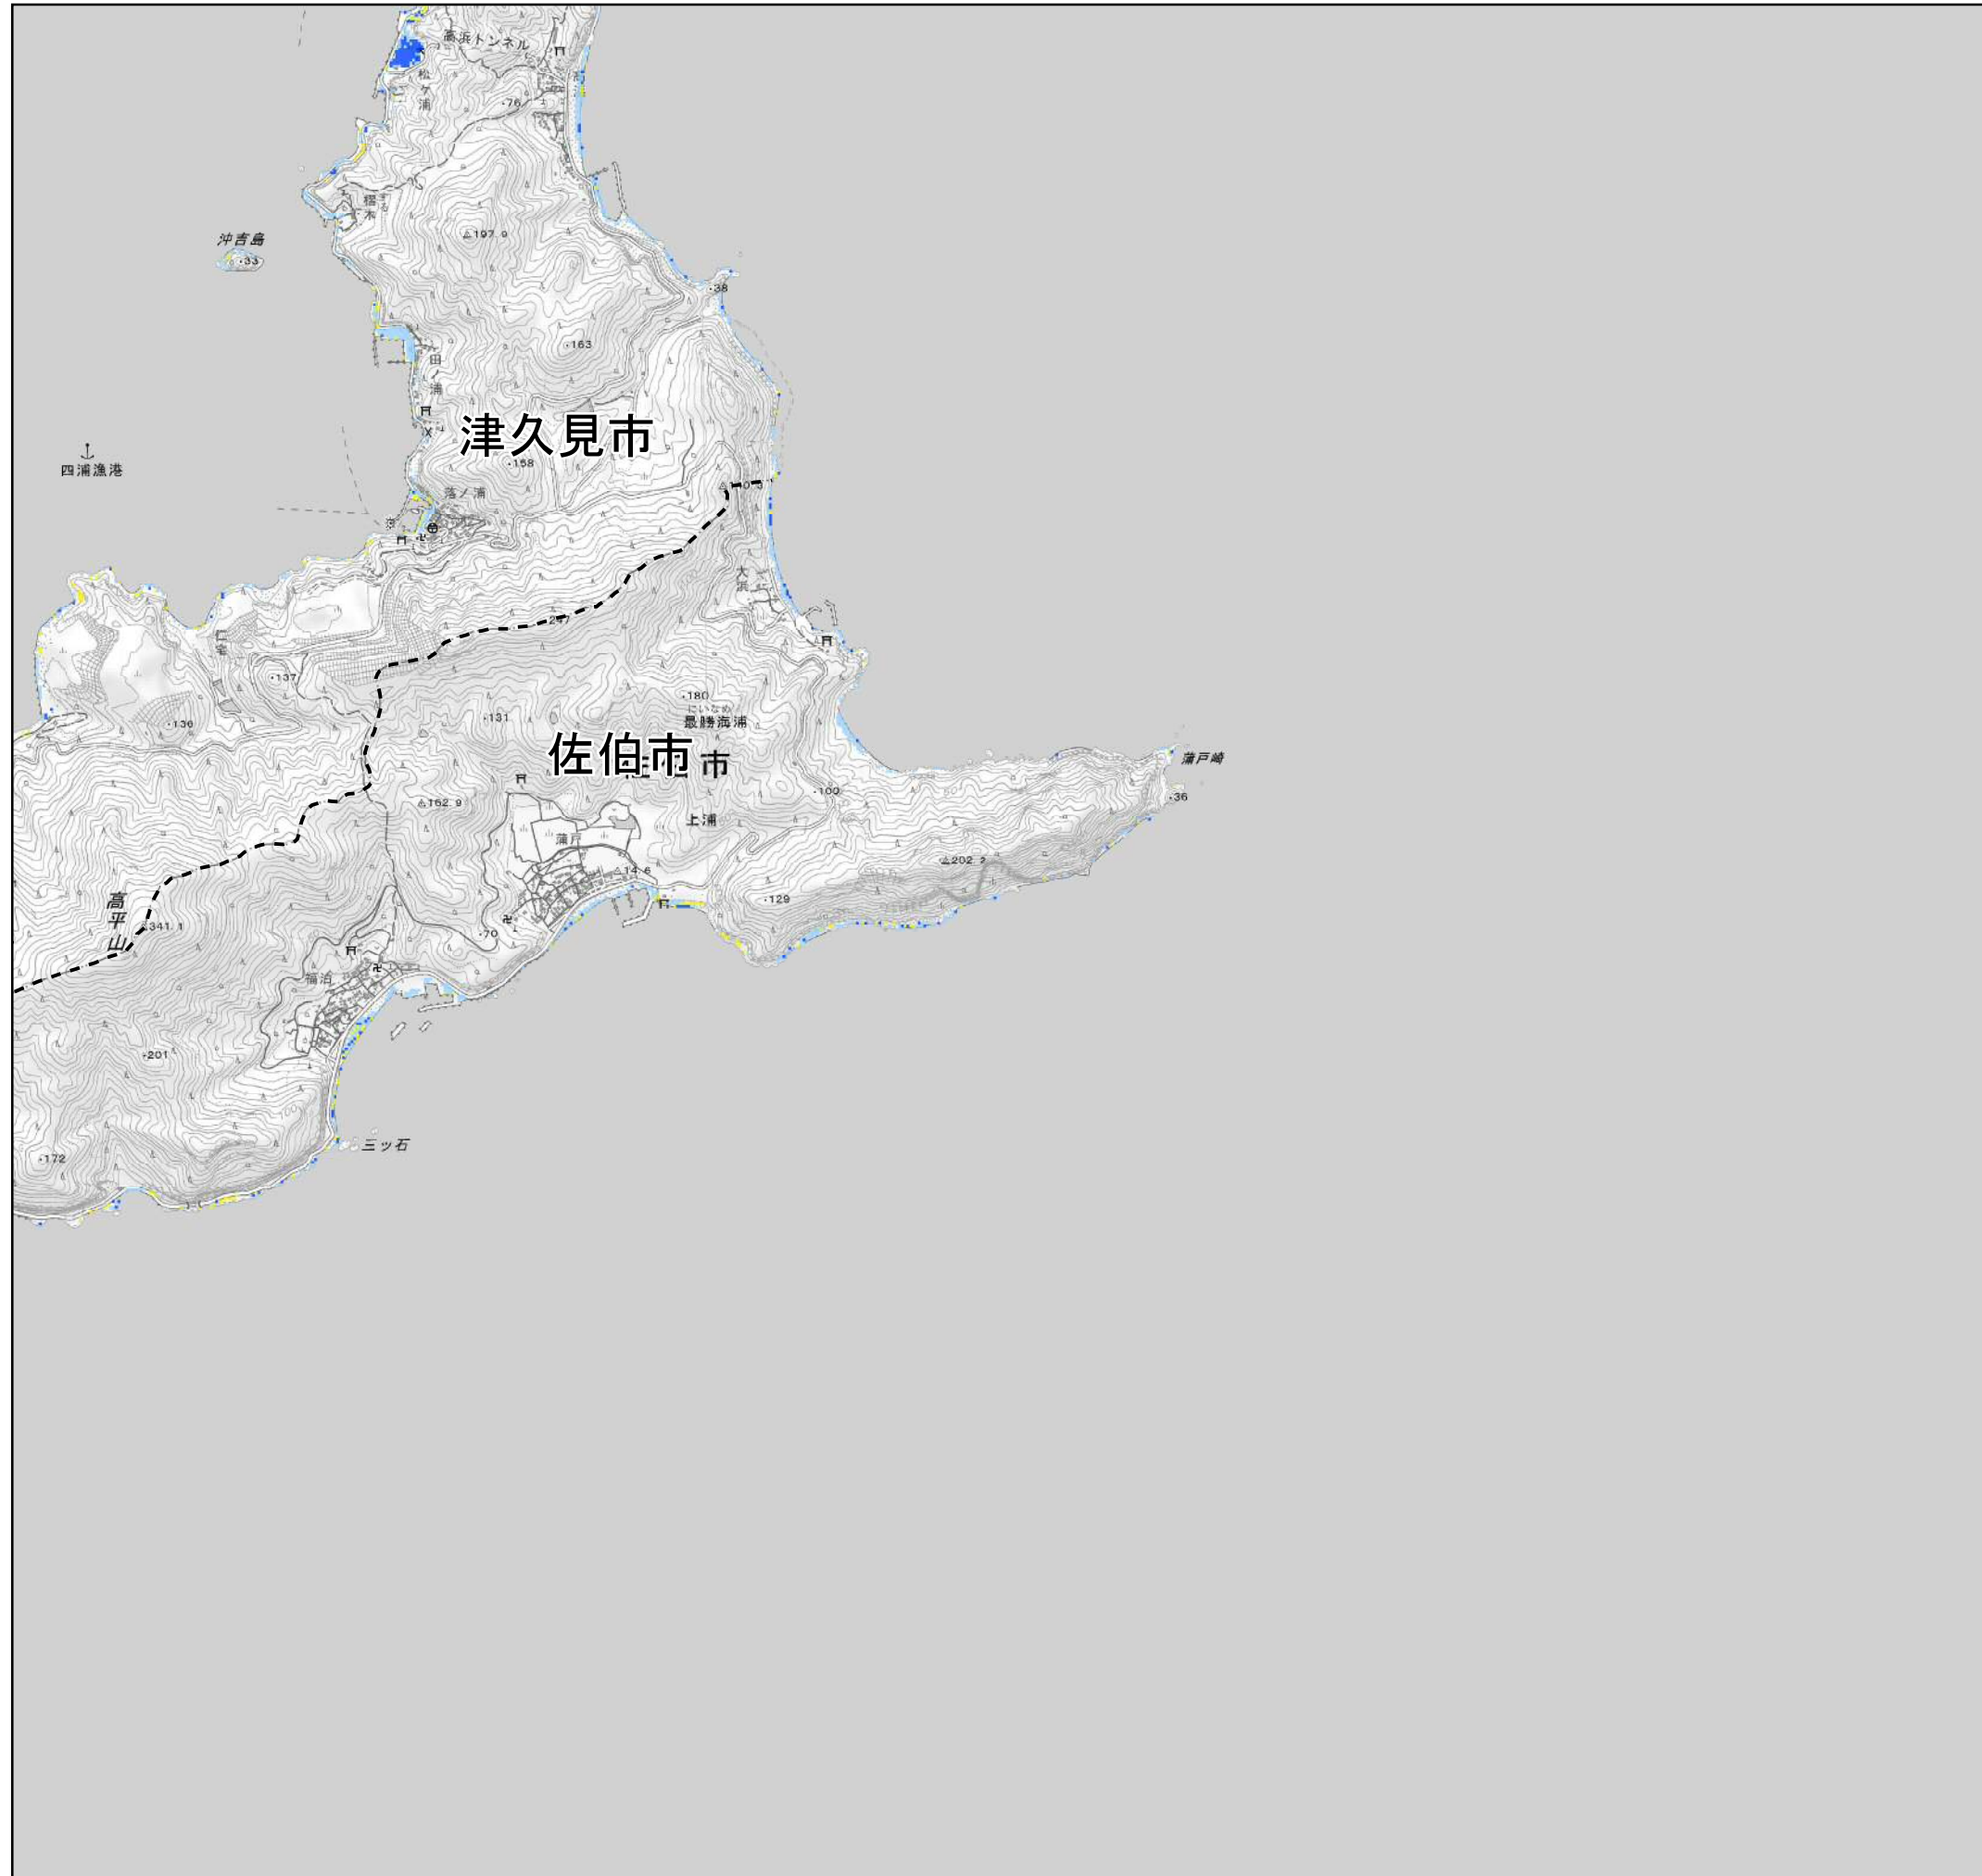 高浜トンネル
松ヶ浦
76
摺木
沖吉島
33
197.9
38
163
田ノ浦
津久見市
158
四浦漁港
落ノ浦
大浜
247
仁宅
137
136
180
にいなめ
最勝海浦
131
佐伯市
市
蒲戸崎
36
100
162.9
上浦
蒲戸
202.2
14.6
129
高平山
341.1
70
福泊
201
三ッ石
172